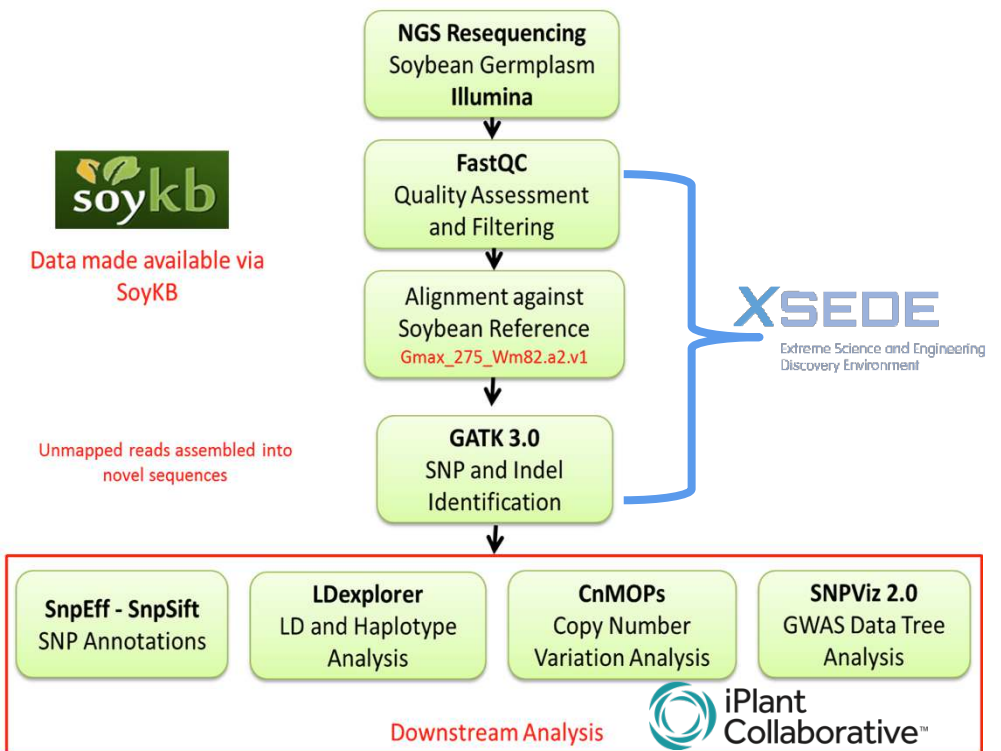 NGS Resequencing
Soybean Germplasm
Illumina
soykb
Data made available via
SoyKB
FastQC
Quality Assessment
and Filtering
Alignment against
Soybean Reference
Gmax_275_Wm82.a2.v1
XSEDE
Extreme Science and Engineering
Discovery Environment
Unmapped reads assembled into
novel sequences
GATK 3.0
SNP and Indel
Identification
SnpEff - SnpSift
SNP Annotations
LDexplorer
LD and Haplotype
Analysis
CnMOPs
Copy Number
Variation Analysis
SNPViz 2.0
GWAS Data Tree
Analysis
Downstream Analysis
iPlant
Collaborative™